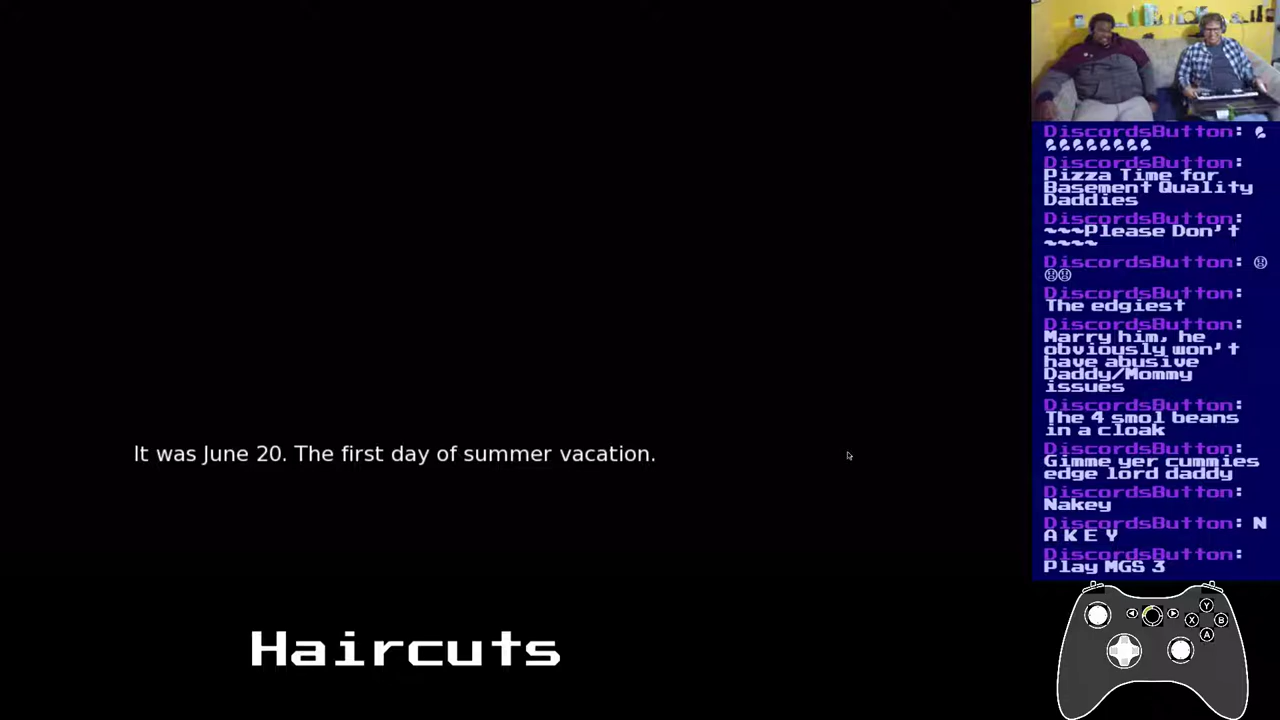 It was June 20. The first day of summer vacation.
Haircuts
DiscordsButton:
DiscordsButton:
Pizza Time for
Basement Quality
Daddies
DiscordsButton:
~~~Please Don't
~~~~
DiscordsButton:
DiscordsButton:
The edgiest
DiscordsButton:
Marry him, he
obviously won't
have abusive
Daddy/Mommy
issues
DiscordsButton:
The 4 smol beans
in a cloak
DiscordsButton:
Gimme yer cummies
edge lord daddy
DiscordsButton:
Nakey
DiscordsButton: N
A K E Y
DiscordsButton:
Play MGS 3
Y
X B
A